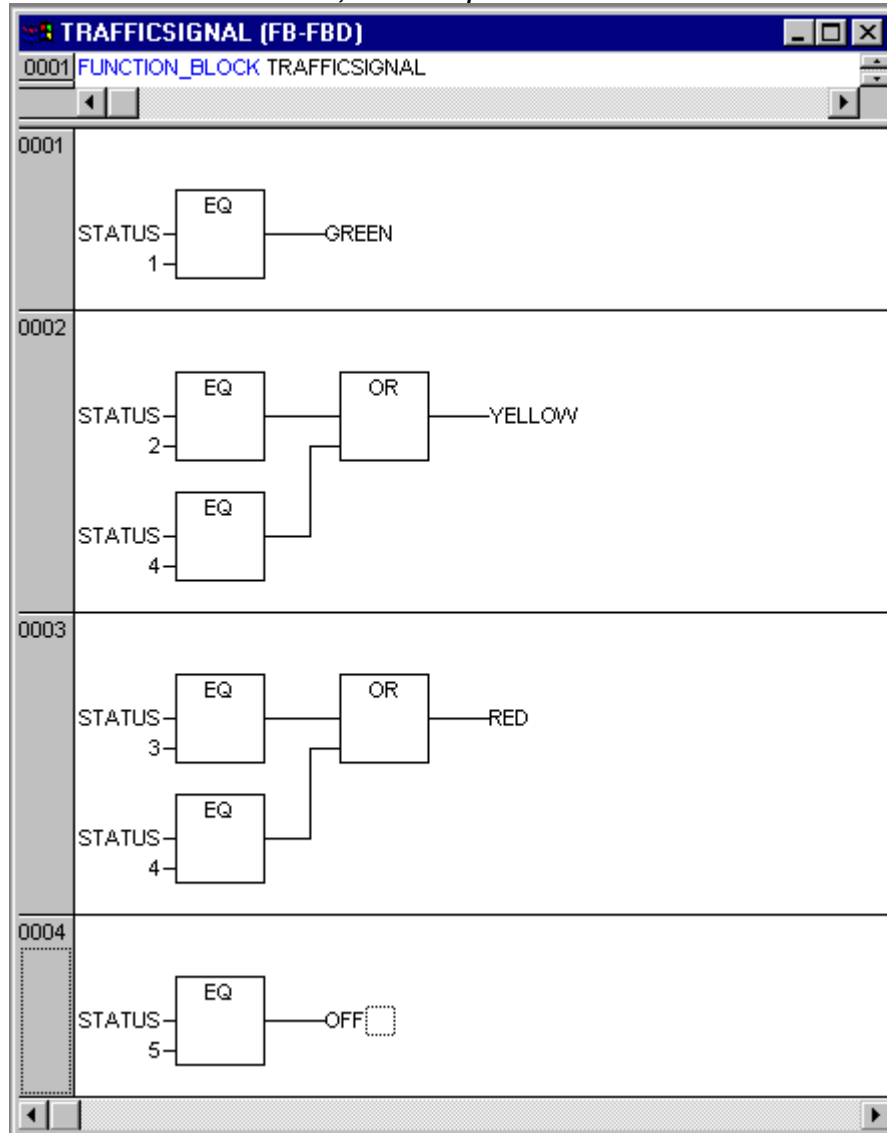 TRAFFICSIGNAL (FB-FBD)
0001 FUNCTION_BLOCK TRAFFICSIGNAL
0001
EQ
STATUS
GREEN
1
0002
EQ
OR
STATUS
YELLOW
2
EQ
STATUS
4
0003
EQ
OR
STATUS
RED
3
EQ
STATUS
4
0004
EQ
STATUS
OFF
5